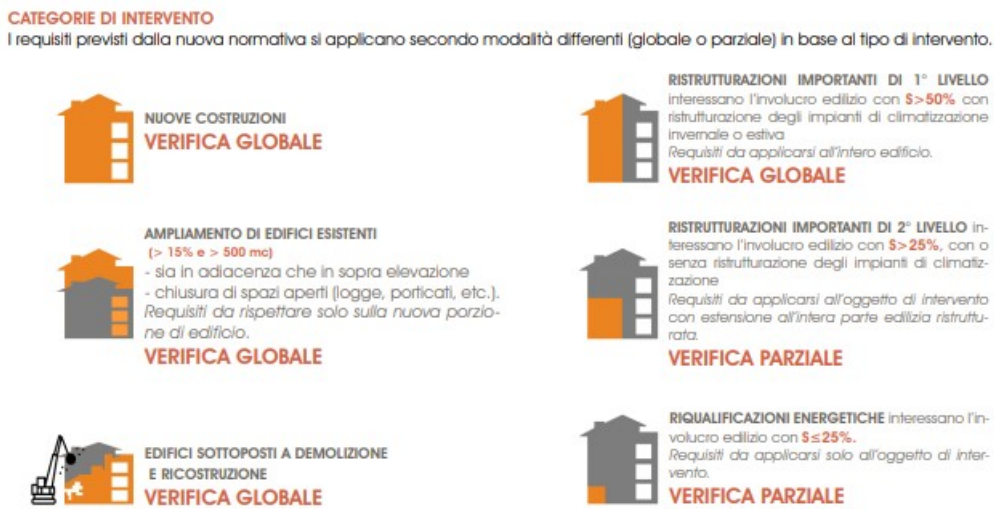 CATEGORIE DI INTERVENTO
I requisiti previsti dalla nuova normativa si applicano secondo modalità differenti (globale o parziale) in base al tipo di intervento.
NUOVE COSTRUZIONI
VERIFICA GLOBALE
AMPLIAMENTO DI EDIFICI ESISTENTI
(> 15% e > 500 mc)
- sia in adiacenza che in sopra elevazione
- chiusura di spazi aperti (logge, porticati, etc.).
Requisiti da rispettare solo sulla nuova porzio-
ne di edificio.
VERIFICA GLOBALE
EDIFICI SOTTOPOSTI A DEMOLIZIONE
E RICOSTRUZIONE
VERIFICA GLOBALE
RISTRUTTURAZIONI IMPORTANTI DI 1° LIVELLO
interessano l'involucro edilizio con S>50% con
ristrutturazione degli impianti di climatizzazione
invernale o estiva
Requisiti da applicarsi all'intero edificio.
VERIFICA GLOBALE
RISTRUTTURAZIONI IMPORTANTI DI 2° LIVELLO in-
teressano l'involucro edilizio con S>25%, con o
senza ristrutturazione degli impianti di climatiz-
zazione
Requisiti da applicarsi all'oggetto di intervento
con estensione all'intera parte edilizia ristruttu-
rata.
VERIFICA PARZIALE
RIQUALIFICAZIONI ENERGETICHE interessano l'in-
volucro edilizio con S≤25%.
Requisiti da applicarsi solo all'oggetto di inter-
vento.
VERIFICA PARZIALE